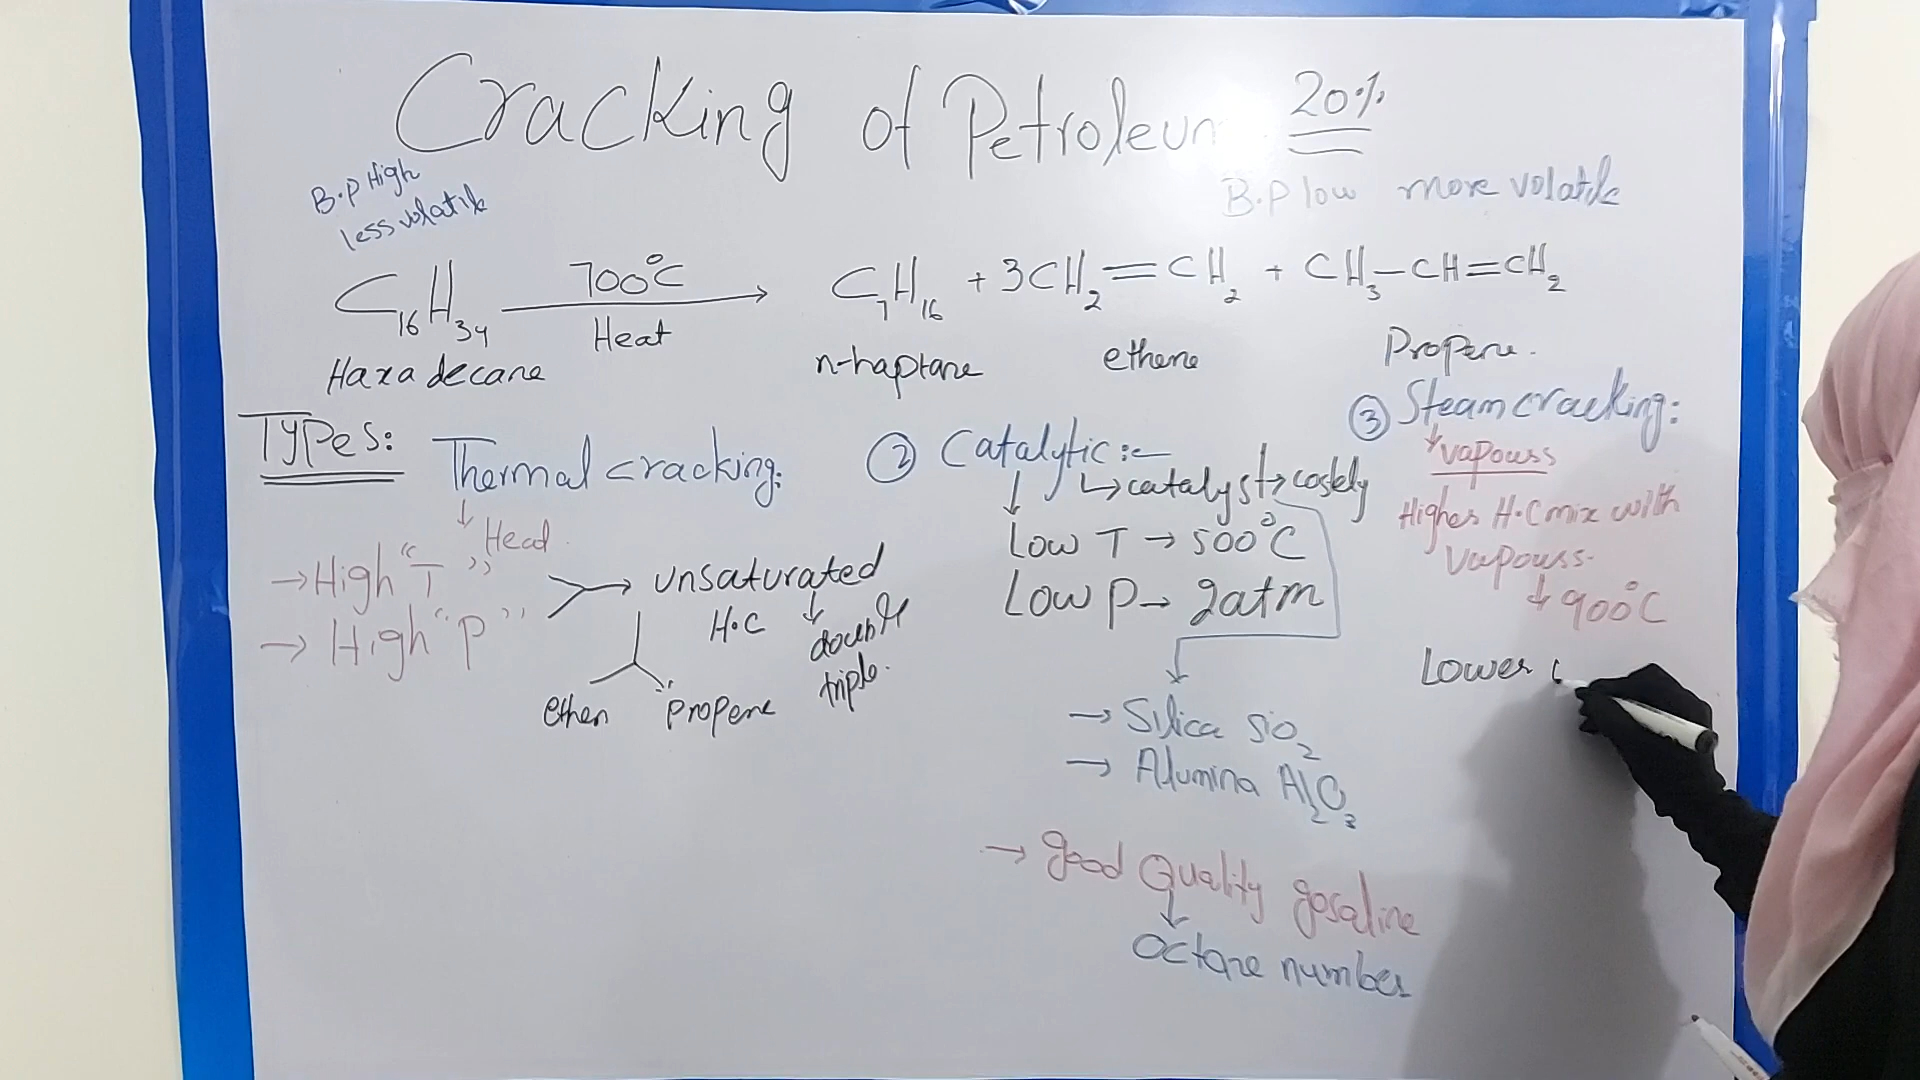 Cracking of Petroleum 20%
B.P High
less volatile
B.P low more volatile
C16H34 700°C Heat → C7H16 + 3CH2=CH2 + CH3-CH=CH2
Haxadecane n-haptane ethene Propene.
Types:
Thermal cracking:
↓ Heat
→ High "T"
→ High "P"
→ unsaturated
H.C ↓ double
triple.
ethen propene
② Catalytic:-
↳ catalyst → costely
Low T → 500°C
Low P → 2atm
→ Silica SiO2
→ Alumina Al2O3
→ good Quality gasaline
↓
Octane number
③ Steam cracking:
↓ vapours
Higher H.C mix with
Vapours.
↓ 900°C
Lower